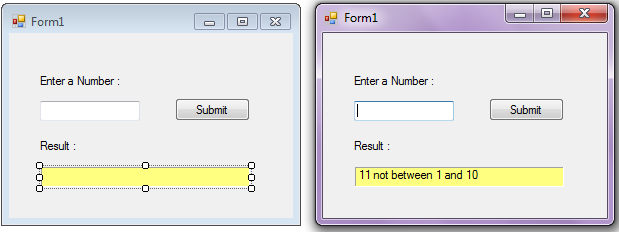 Form1
Enter a Number :
Submit
Result :
Form1
Enter a Number :
Submit
Result :
11 not between 1 and 10